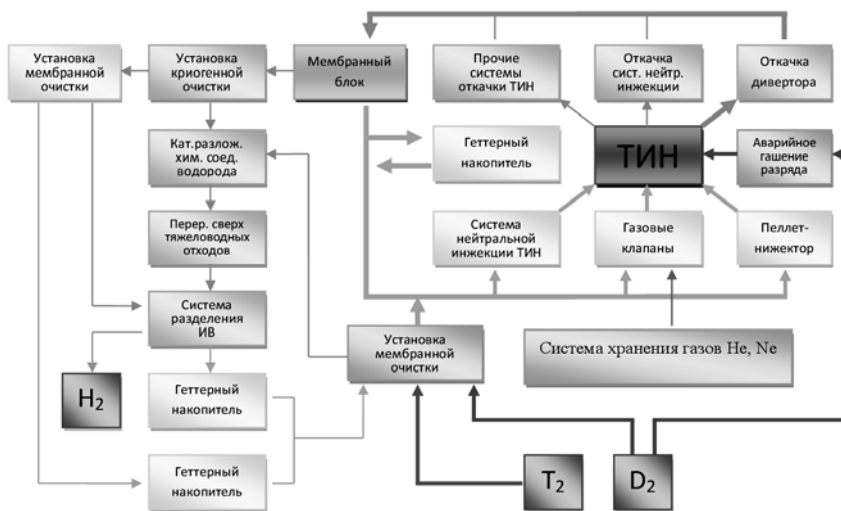 Установка
мембранной
очистки
Установка
криогенной
очистки
Мембранный
блок
Прочие
системы
откачки ТИН
Откачка
сист. нейтр.
инжекции
Откачка
дивертора
Кат.разлож.
хим. соед.
водорода
Геттерный
накопитель
ТИН
Аварийное
гашение
разряда
Перер. сверх
тяжеловодных
отходов
Система
нейтральной
инжекции ТИН
Газовые
клапаны
Пеллет-
нижектор
Система
разделения
ИВ
Установка
мембранной
очистки
Система хранения газов He, Ne
H₂
Геттерный
накопитель
Геттерный
накопитель
T₂
D₂